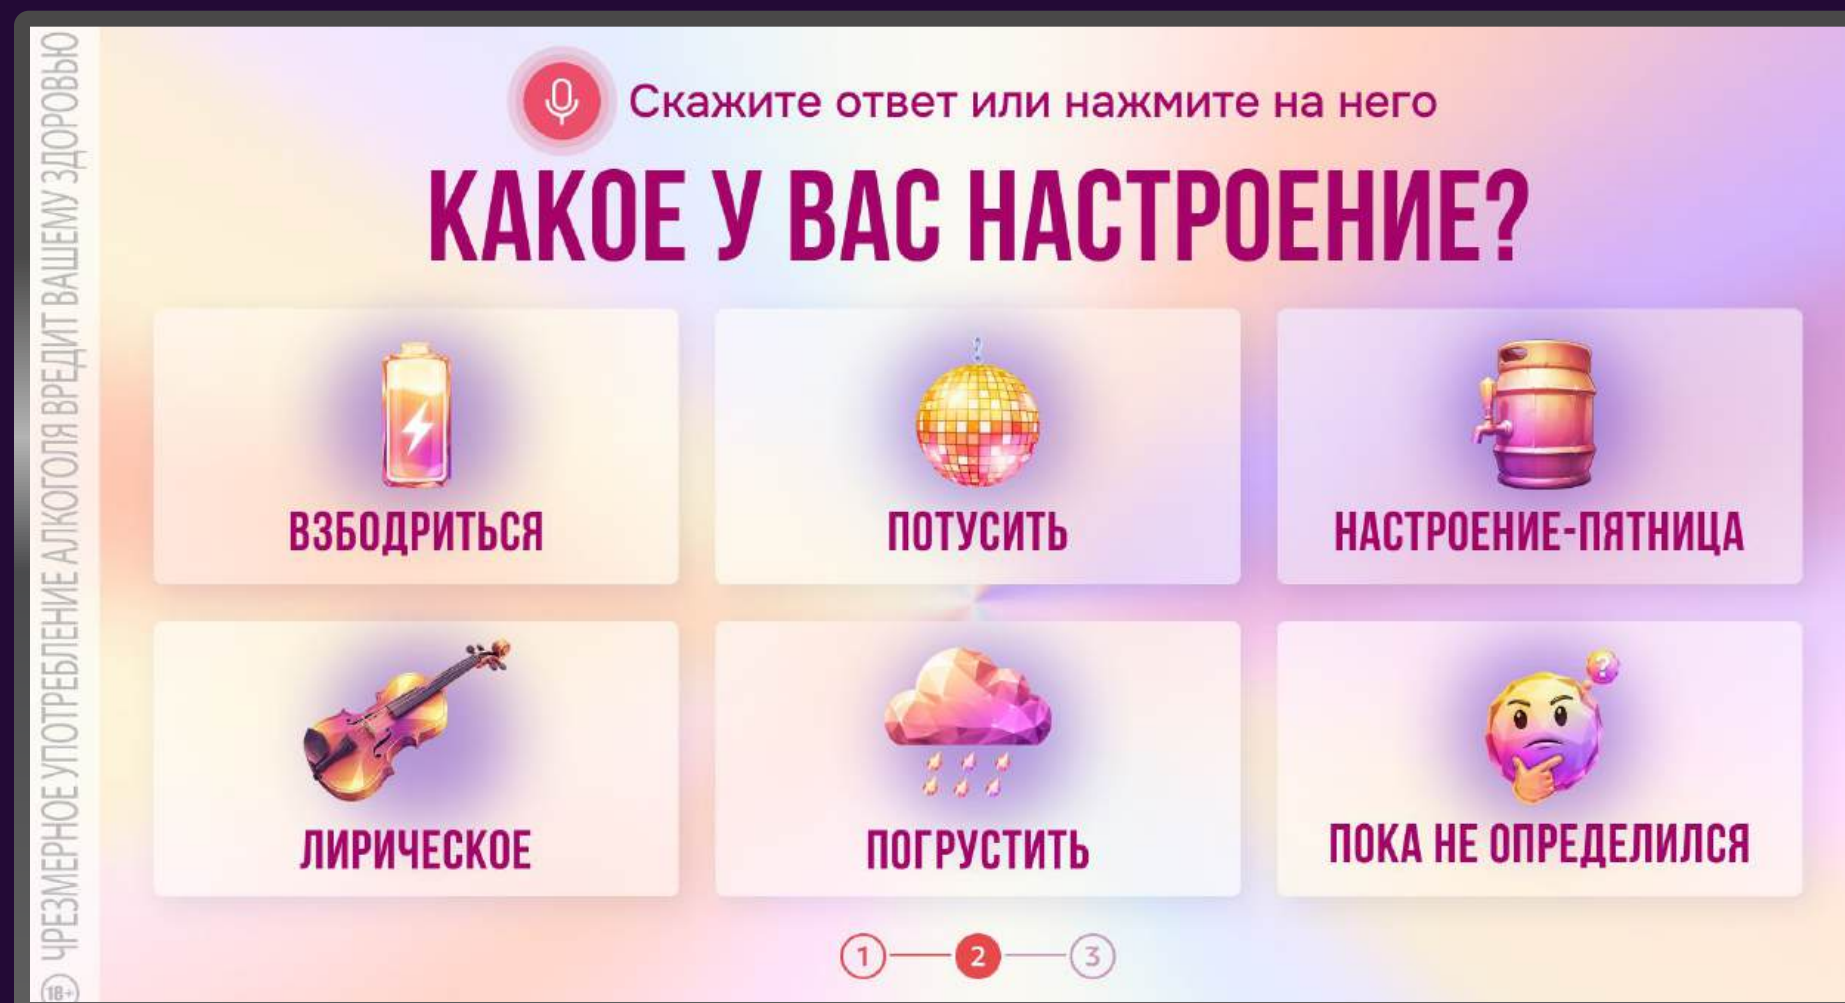 Скажите ответ или нажмите на него
КАКОЕ У ВАС НАСТРОЕНИЕ?
ВЗБОДРИТЬСЯ
ПОТУСИТЬ
НАСТРОЕНИЕ-ПЯТНИЦА
ЛИРИЧЕСКОЕ
?
ПОГРУСТИТЬ
ПОКА НЕ ОПРЕДЕЛИЛСЯ
1 2 3
18+ ЧРЕЗМЕРНОЕ УПОТРЕБЛЕНИЕ АЛКОГОЛЯ ВРЕДИТ ВАШЕМУ ЗДОРОВЬЮ